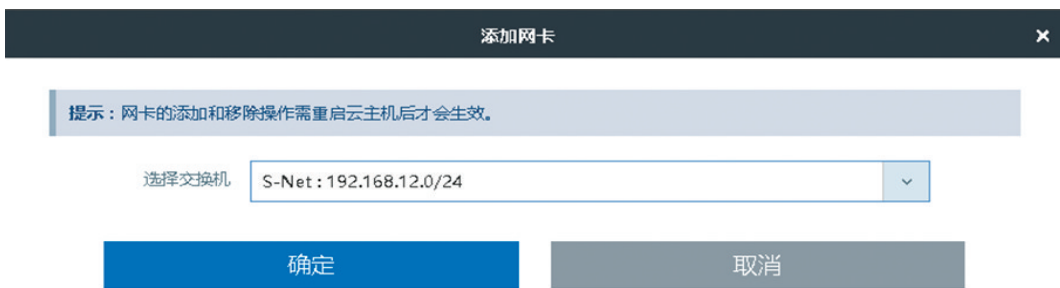 添加网卡
提示：网卡的添加和移除操作需重启云主机后才会生效。
选择交换机 S-Net : 192.168.12.0/24
确定 取消